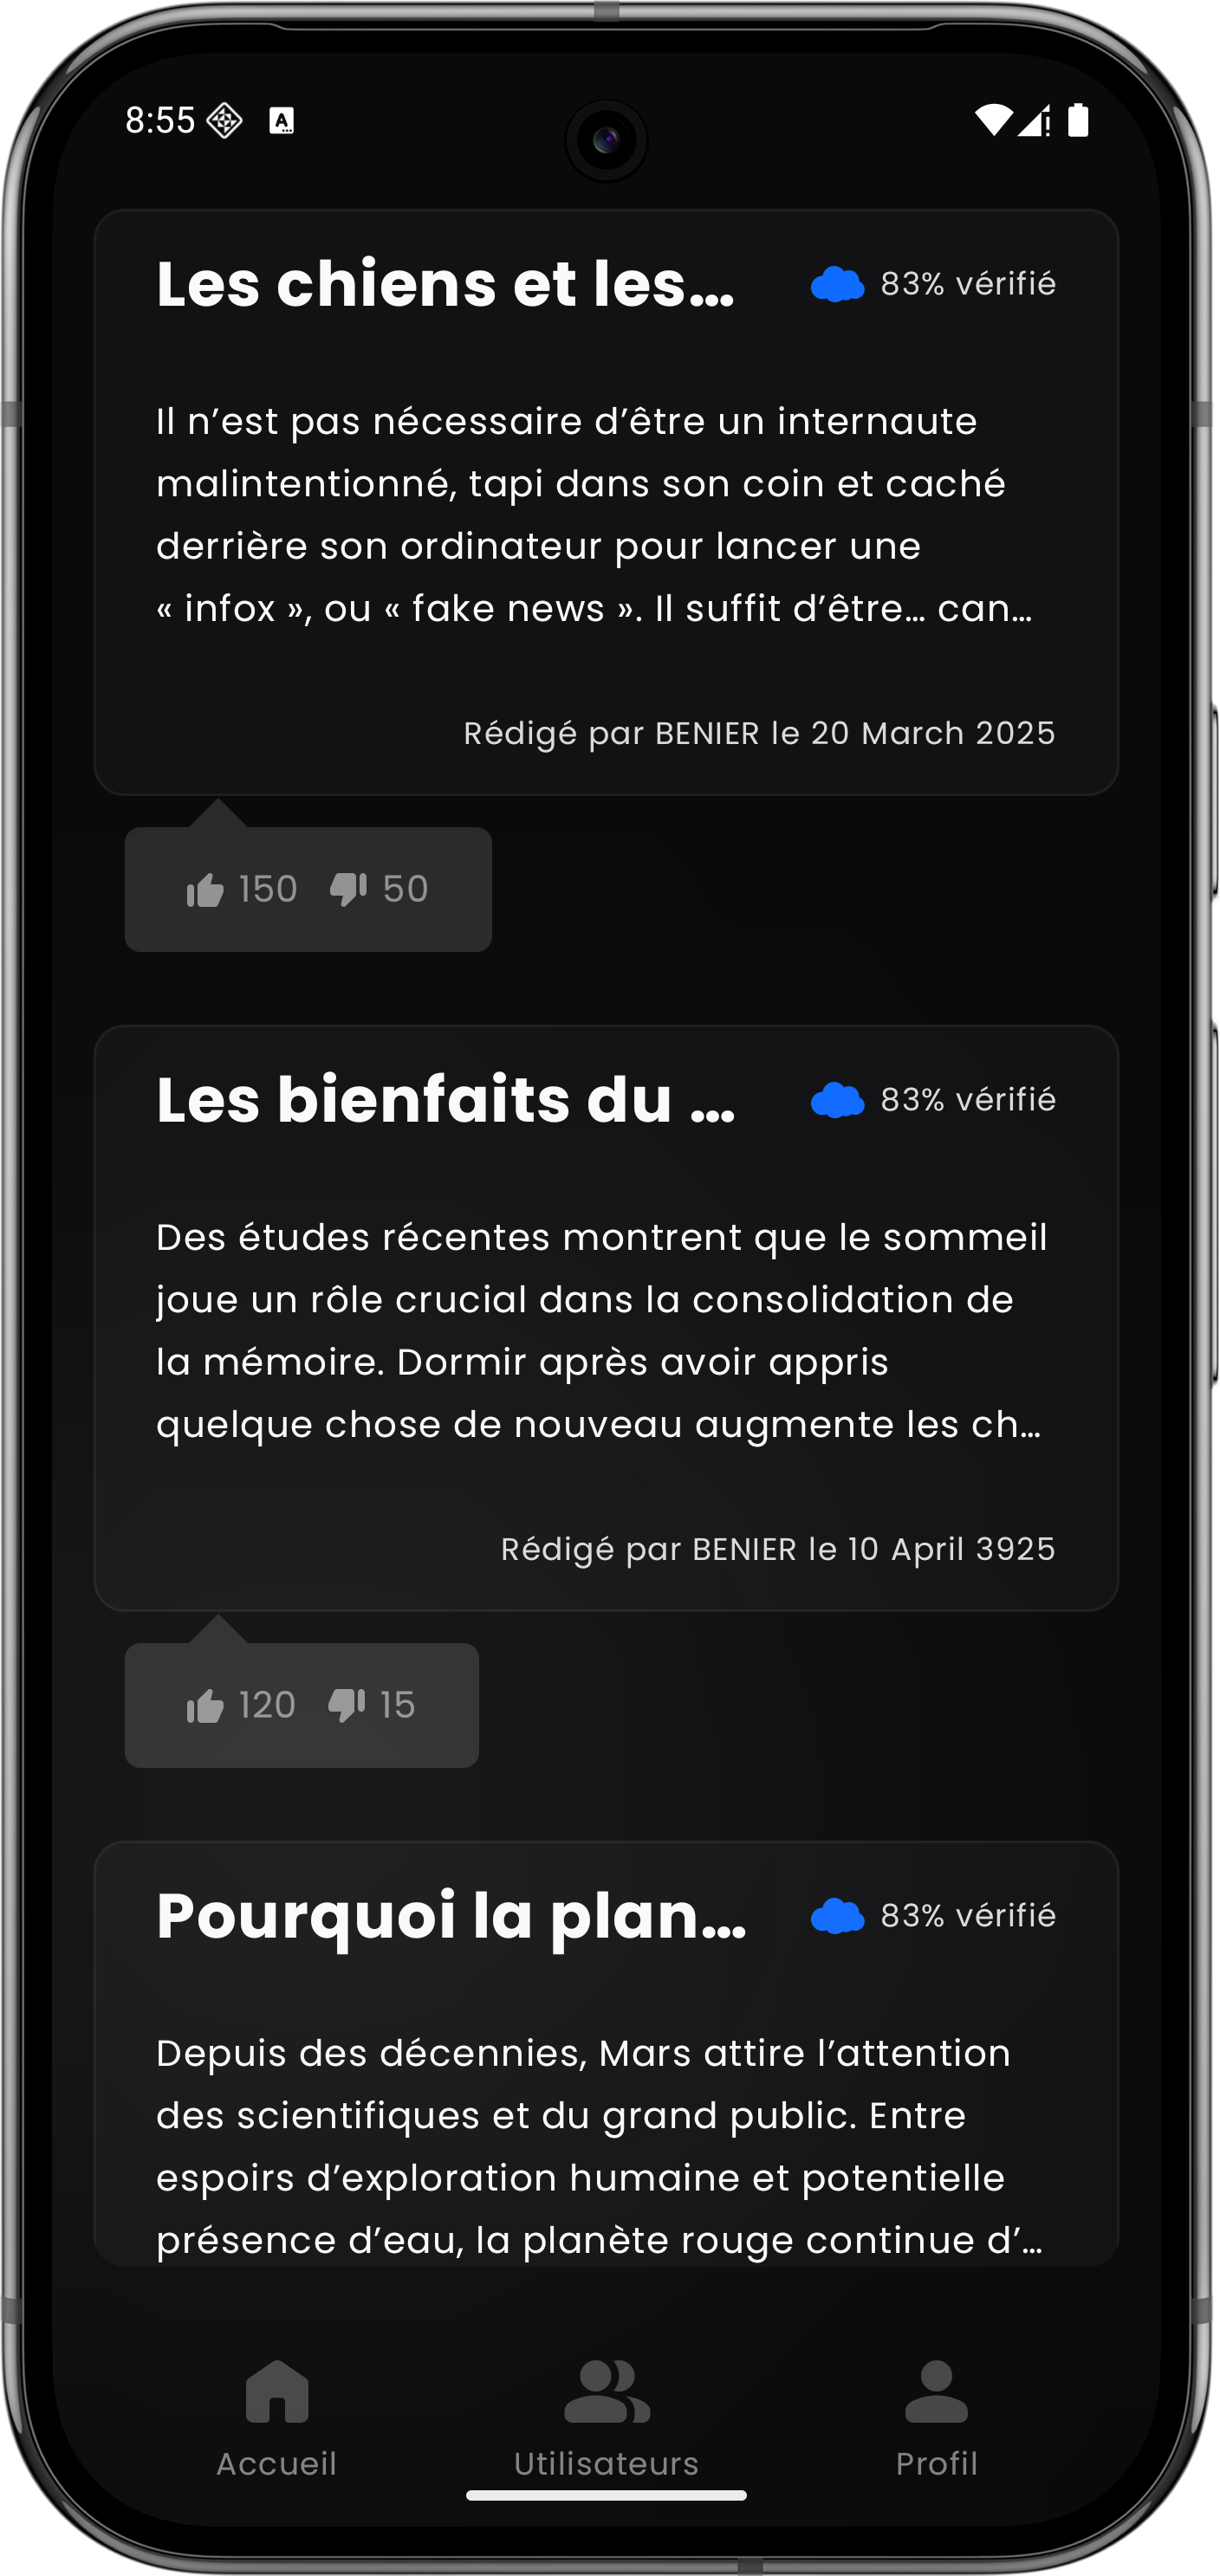 8:55
Les chiens et les...
83% vérifié
Il n’est pas nécessaire d’être un internaute
malintentionné, tapi dans son coin et caché
derrière son ordinateur pour lancer une
« infox », ou « fake news ». Il suffit d’être... can...
Rédigé par BENIER le 20 March 2025
150 50
Les bienfaits du ...
83% vérifié
Des études récentes montrent que le sommeil
joue un rôle crucial dans la consolidation de
la mémoire. Dormir après avoir appris
quelque chose de nouveau augmente les ch...
Rédigé par BENIER le 10 April 3925
120 15
Pourquoi la plan...
83% vérifié
Depuis des décennies, Mars attire l’attention
des scientifiques et du grand public. Entre
espoirs d’exploration humaine et potentielle
présence d’eau, la planète rouge continue d’...
Accueil
Utilisateurs
Profil